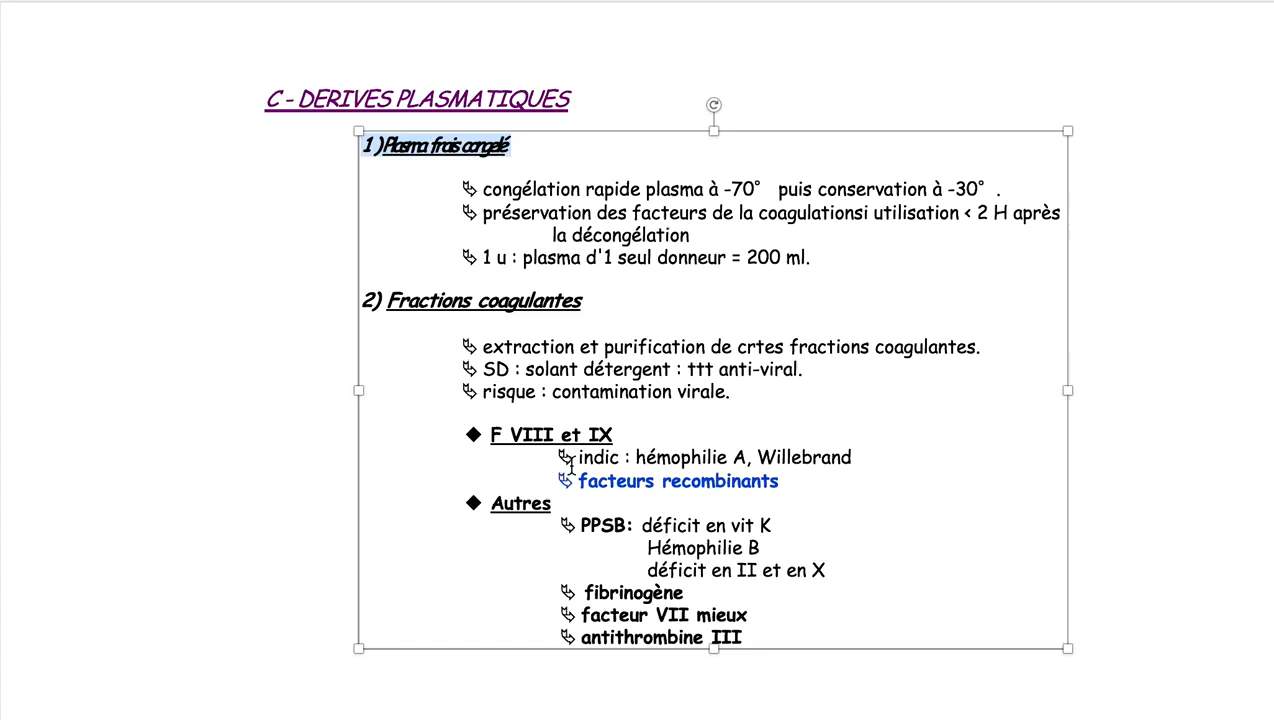 C - DERIVES PLASMATIQUES
1 )Plasma frais congelé
congélation rapide plasma à -70° puis conservation à -30° .
préservation des facteurs de la coagulationsi utilisation < 2 H après
la décongélation
1 u : plasma d'1 seul donneur = 200 ml.
2) Fractions coagulantes
extraction et purification de crtes fractions coagulantes.
SD : solant détergent : ttt anti-viral.
risque : contamination virale.
F VIII et IX
indic : hémophilie A, Willebrand
facteurs recombinants
Autres
PPSB: déficit en vit K
Hémophilie B
déficit en II et en X
fibrinogène
facteur VII mieux
antithrombine III